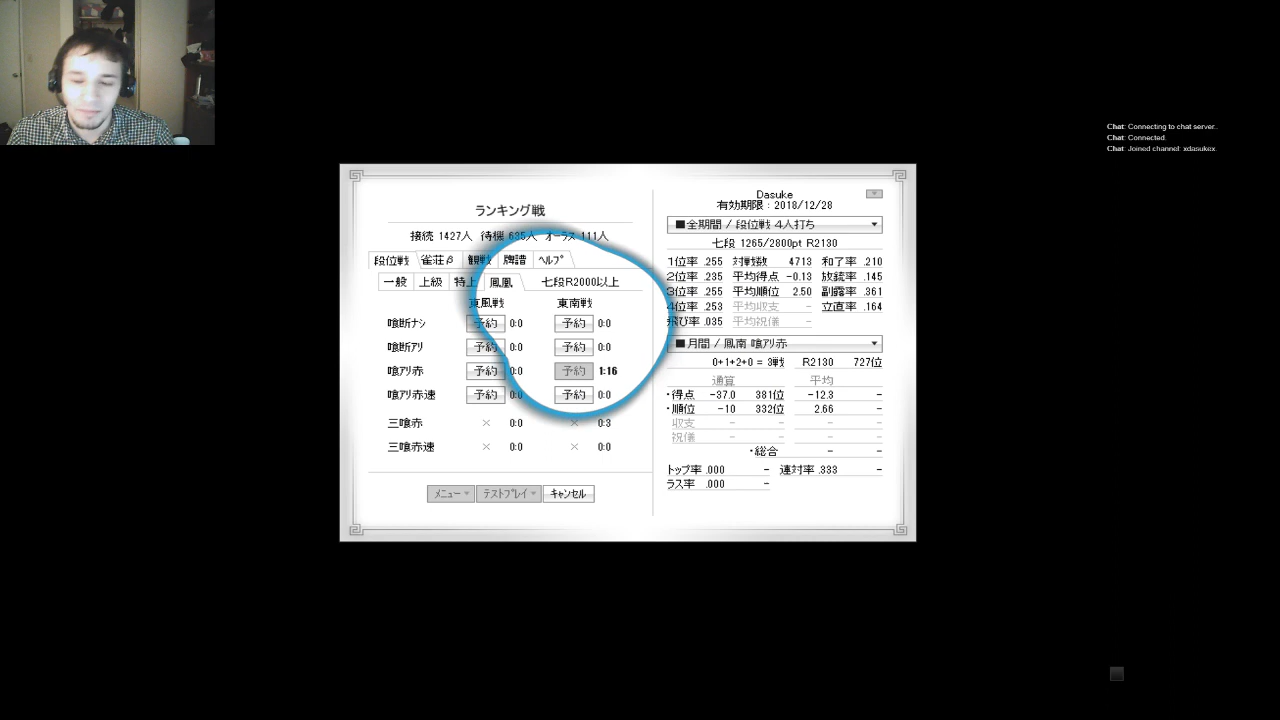 Chat: Connecting to chat server..
Chat: Connected.
Chat: Joined channel: xdasukex.
ランキング戦
接続 1427人 待機 635人 オーラス 111人
段位戦 雀荘β 観戦 牌譜 ヘルプ
一般 上級 特上 鳳凰 七段R2000以上
東風戦 東南戦
喰断ナシ 予約 0:0 予約 0:0
喰断アリ 予約 0:0 予約 0:0
喰アリ赤 予約 0:0 予約 1:16
喰アリ赤速 予約 0:0 予約 0:0
三喰赤 × 0:0 × 0:3
三喰赤速 × 0:0 × 0:0
メニュー テストプレイ キャンセル
Dasuke
有効期限：2018/12/28
■全期間 / 段位戦 4人打ち
七段 1265/2800pt R2130
1位率 .255 対戦数 4713 和了率 .210
2位率 .235 平均得点 -0.13 放銃率 .145
3位率 .255 平均順位 2.50 副露率 .361
4位率 .253 平均収支 - 立直率 .164
飛び率 .035 平均祝儀 -
■月間 / 鳳南 喰アリ赤
0+1+2+0 = 3戦 R2130 727位
通算 平均
・得点 -37.0 381位 -12.3 -
・順位 -10 332位 2.66 -
収支 - - - -
祝儀 - - - -
・総合 - -
トップ率 .000 - 連対率 .333 -
ラス率 .000 -